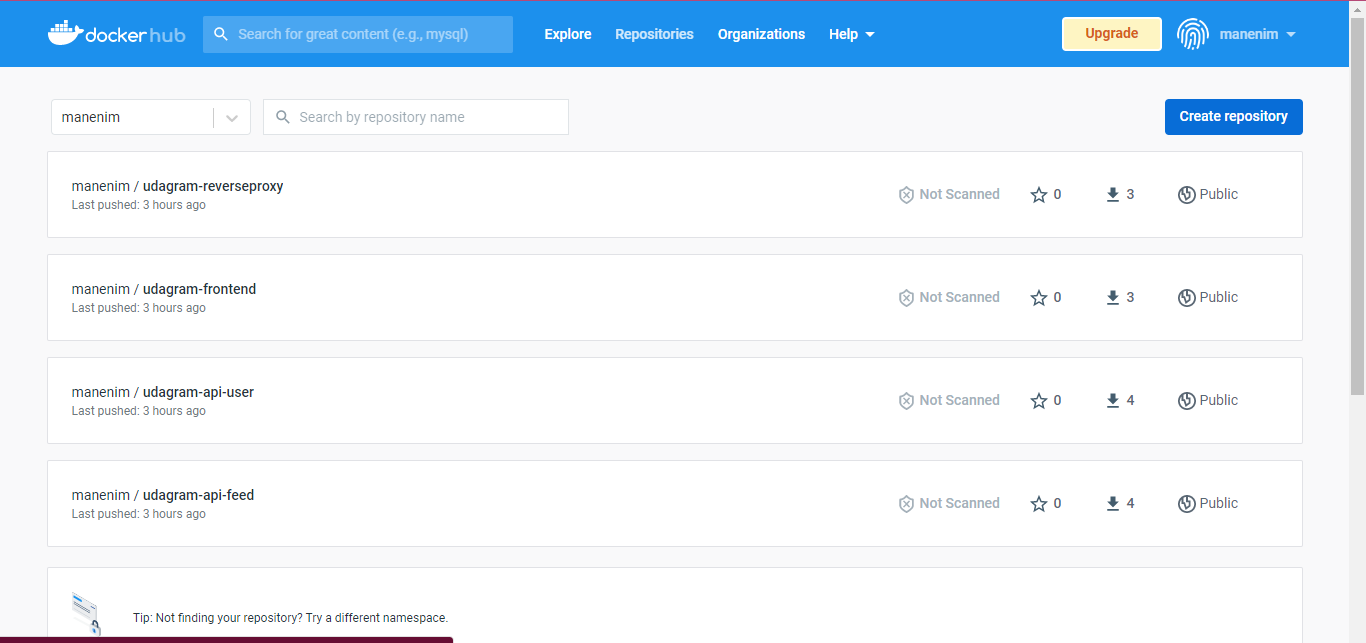 dockerhub Search for great content (e.g., mysql) Explore Repositories Organizations Help Upgrade manenim
manenim Search by repository name Create repository
manenim / udagram-reverseproxy
Last pushed: 3 hours ago
Not Scanned 0 3 Public
manenim / udagram-frontend
Last pushed: 3 hours ago
Not Scanned 0 3 Public
manenim / udagram-api-user
Last pushed: 3 hours ago
Not Scanned 0 4 Public
manenim / udagram-api-feed
Last pushed: 3 hours ago
Not Scanned 0 4 Public
Tip: Not finding your repository? Try a different namespace.